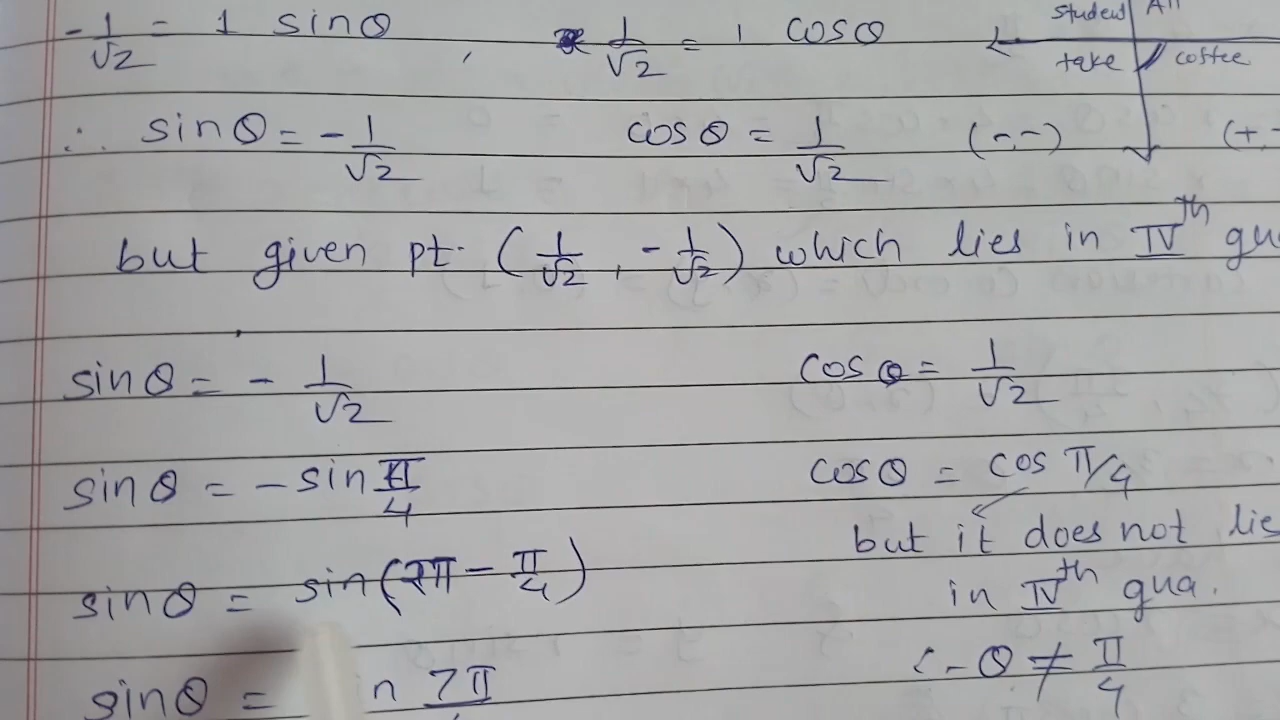 -1/√2 = 1 sinθ , 1/√2 = 1 cosθ
student All
take coffee
∴ sinθ = -1/√2 cosθ = 1/√2 (-,-) (+,-
but given pt. (1/√2 , -1/√2) which lies in IVth qua
sinθ = - 1/√2 cosθ = 1/√2
sinθ = -sin π/4 cosθ = cos π/4
but it does not lie
sinθ = sin(2π - π/4) in IVth qua.
sinθ = n 7π θ ≠ π/4